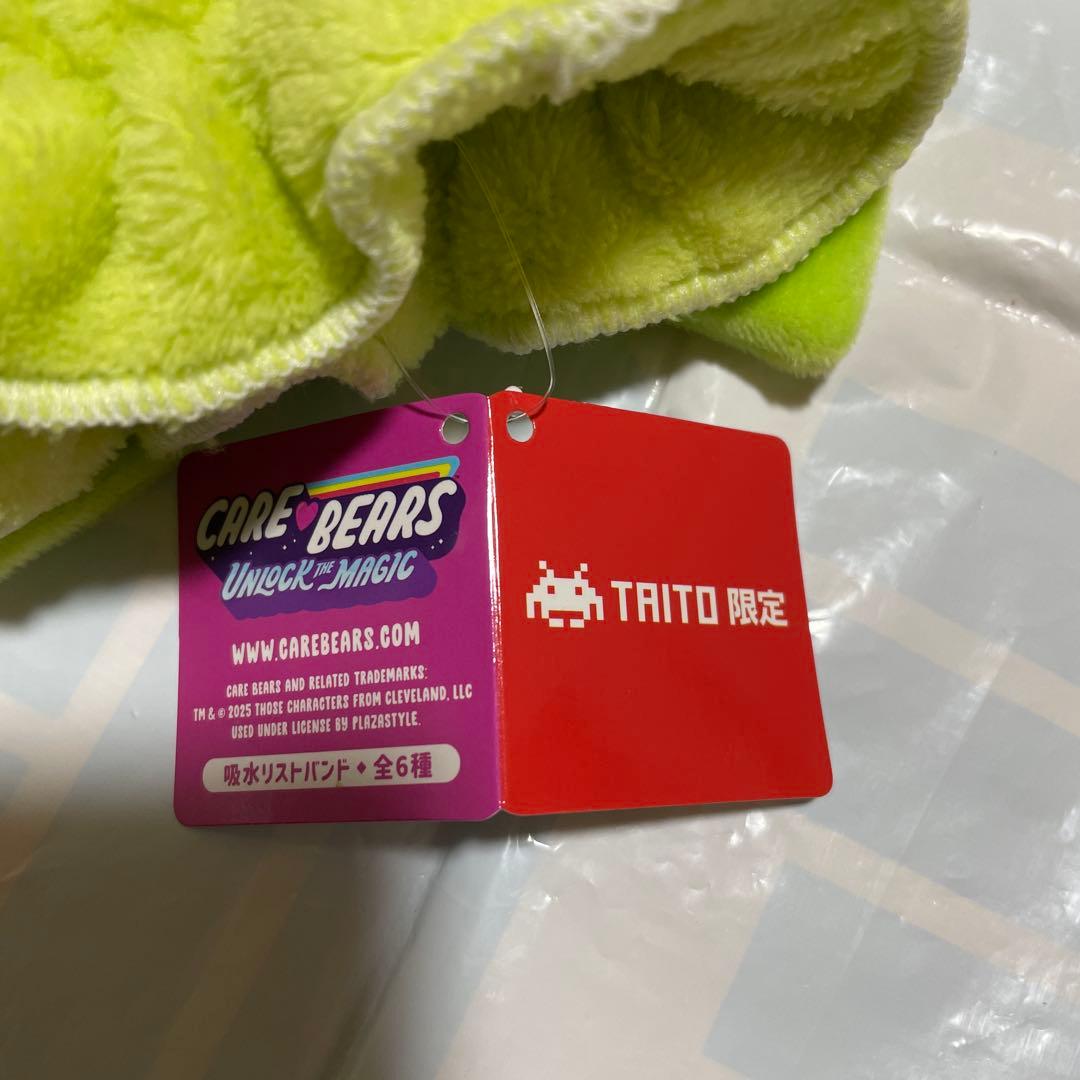 CARE BEARS
UNLOCK THE MAGIC
WWW.CAREBEARS.COM
CARE BEARS AND RELATED TRADEMARKS:
TM & © 2025 THOSE CHARACTERS FROM CLEVELAND, LLC
USED UNDER LICENSE BY PLAZASTYLE.
吸水リストバンド◆全6種
TAITO 限定